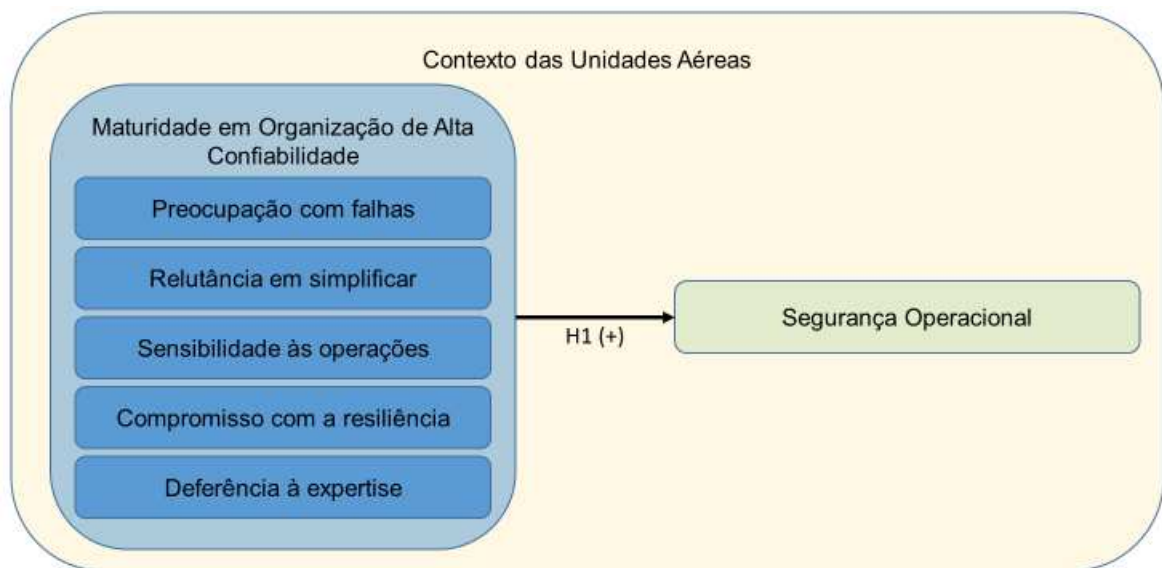 Contexto das Unidades Aéreas
Maturidade em Organização de Alta
Confiabilidade
Preocupação com falhas
Relutância em simplificar
Sensibilidade às operações
Compromisso com a resiliência
Deferência à expertise
H1 (+)
Segurança Operacional